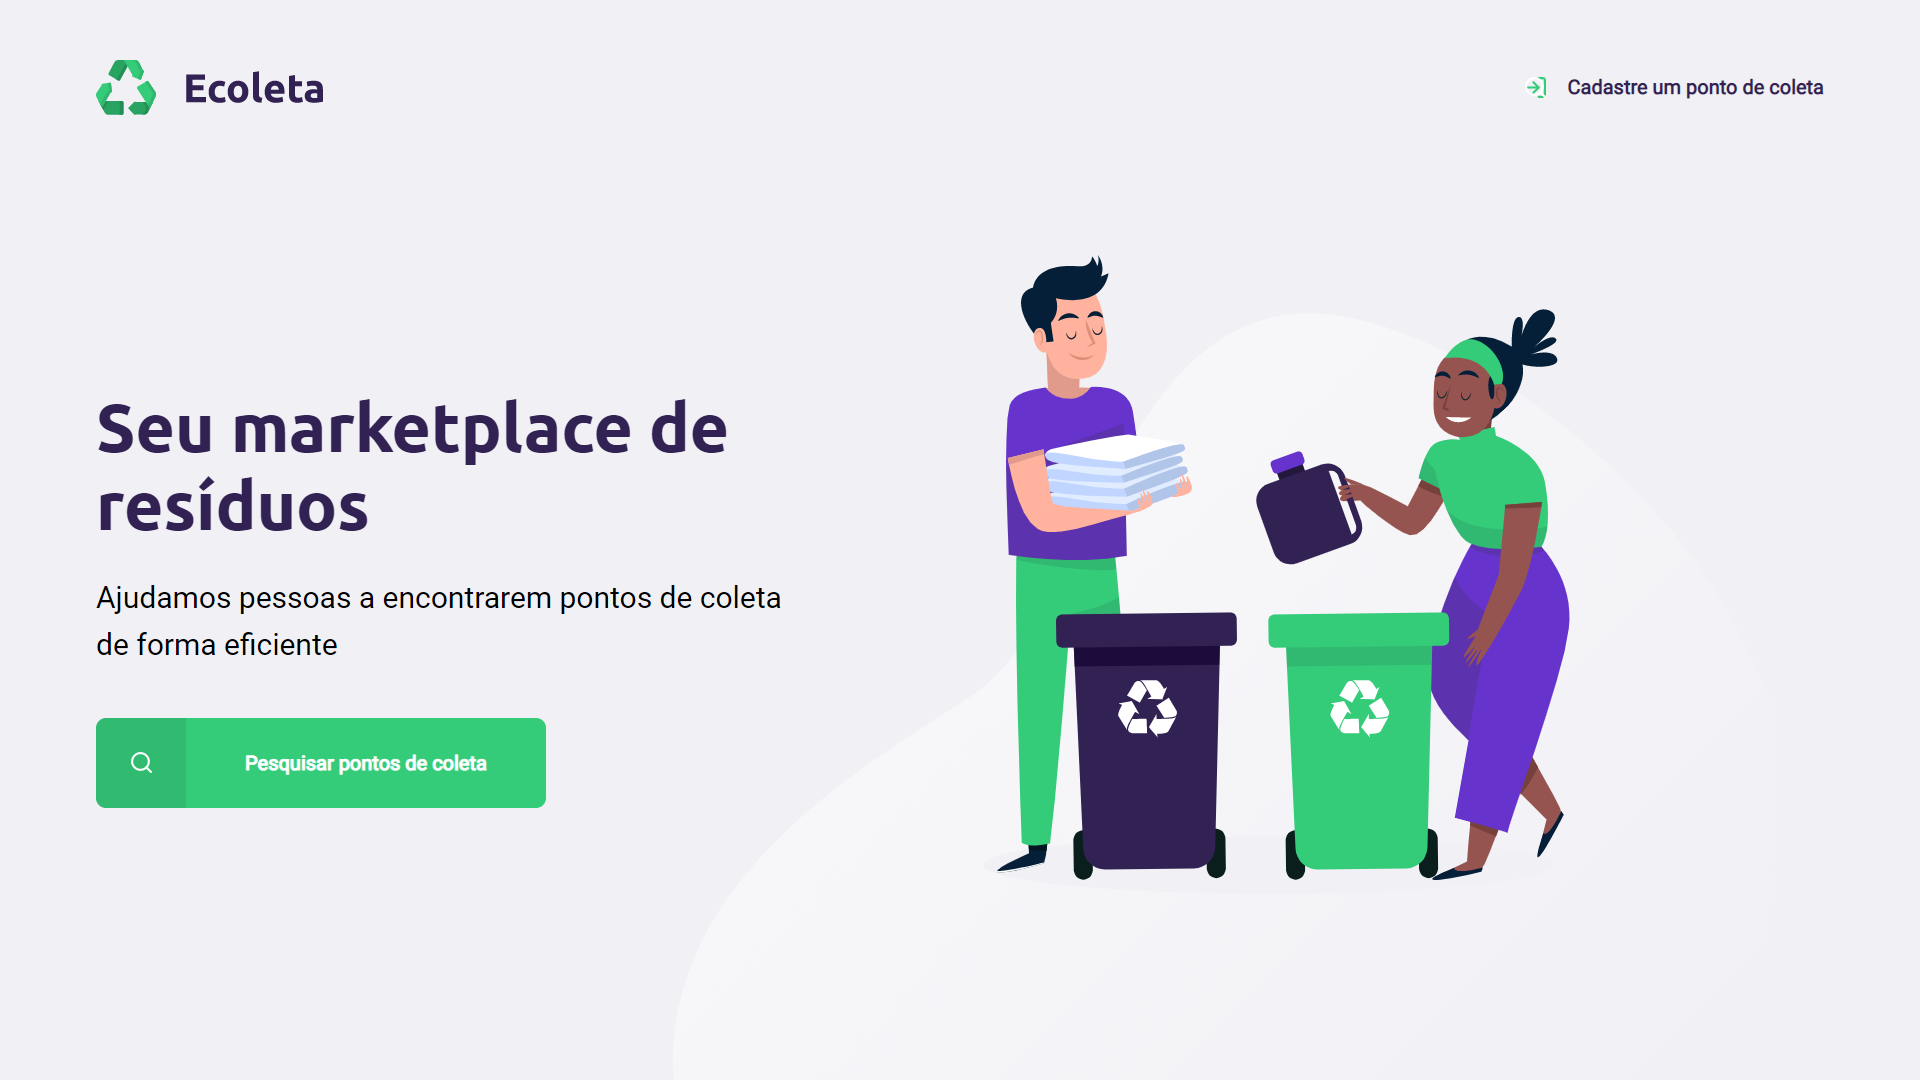 Ecoleta
Cadastre um ponto de coleta
Seu marketplace de
resíduos
Ajudamos pessoas a encontrarem pontos de coleta
de forma eficiente
Pesquisar pontos de coleta